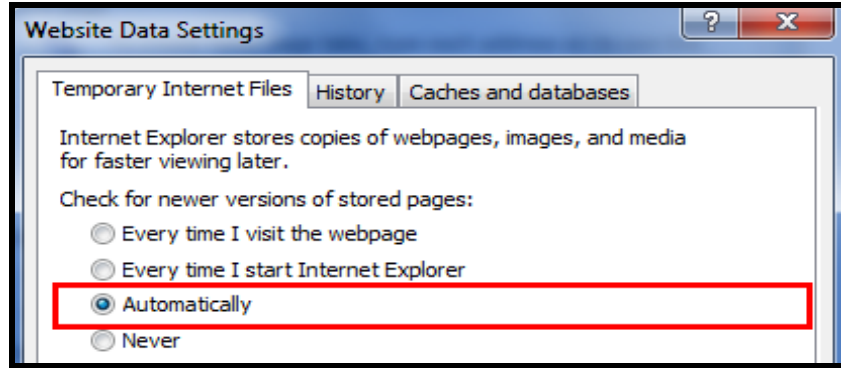 Website Data Settings
? X
Temporary Internet Files History Caches and databases
Internet Explorer stores copies of webpages, images, and media
for faster viewing later.
Check for newer versions of stored pages:
Every time I visit the webpage
Every time I start Internet Explorer
Automatically
Never